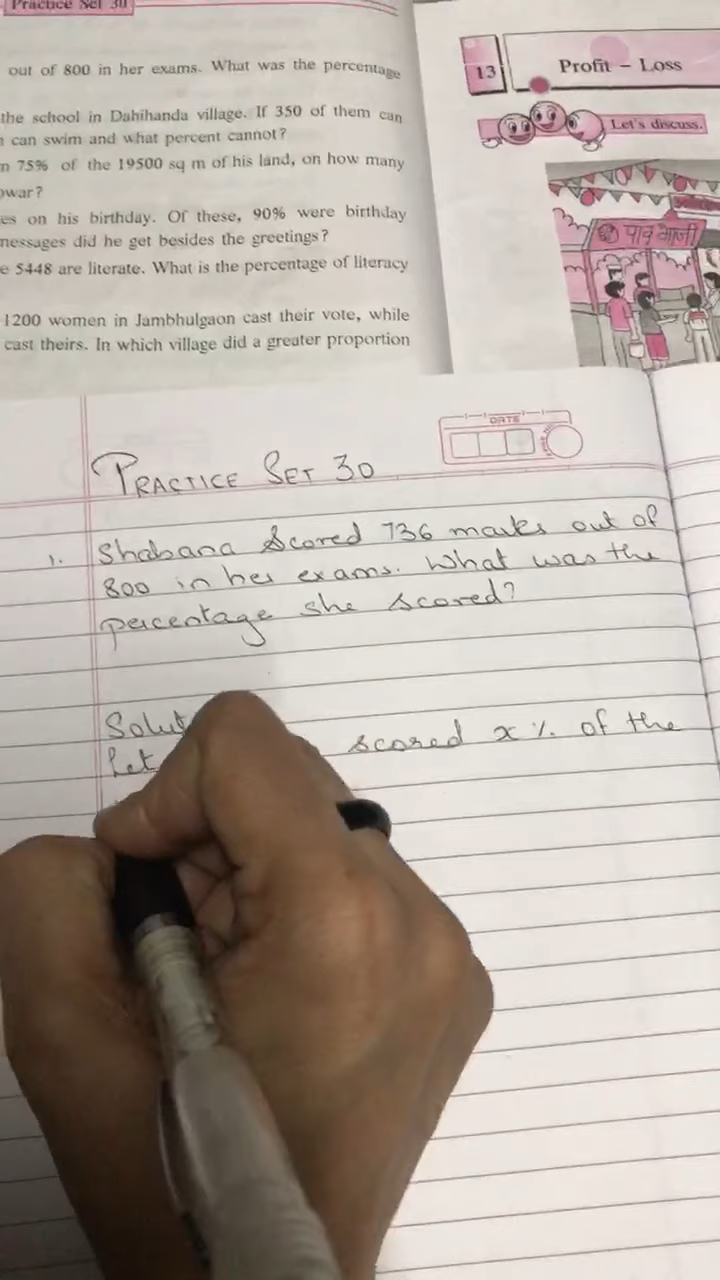 Practice Set 30
out of 800 in her exams. What was the percentage
the school in Dahihanda village. If 350 of them can
can swim and what percent cannot?
75% of the 19500 sq m of his land, on how many
es on his birthday. Of these, 90% were birthday
messages did he get besides the greetings?
5448 are literate. What is the percentage of literacy
1200 women in Jambhulgaon cast their vote, while
cast theirs. In which village did a greater proportion
13 Profit – Loss
Let's discuss.
पाव भाजी
DATE
PRACTICE SET 30
1. Shabana Scored 736 marks out of
800 in her exams. What was the
percentage she scored?
Solut
Let scored x % of the